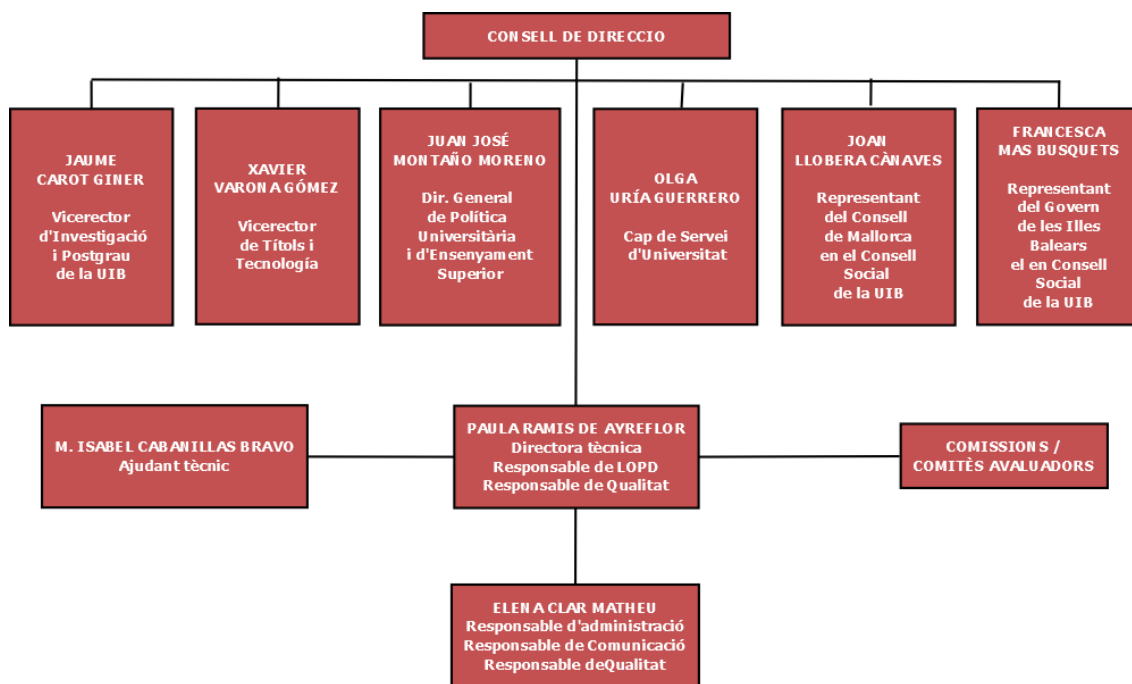 CONSELL DE DIRECCIO
JAUME
CAROT GINER
Vicerector
d'Investigació
i Postgrau
de la UIB
XAVIER
VARONA GÓMEZ
Vicerector
de Títols i
Tecnología
JUAN JOSÉ
MONTAÑO MORENO
Dir. General
de Política
Universitària
i d'Ensenyament
Superior
OLGA
URÍA GUERRERO
Cap de Servei
d'Universitat
JOAN
LLOBERA CÀNAVES
Representant
del Consell
de Mallorca
en el Consell
Social
de la UIB
FRANCESCA
MAS BUSQUETS
Representant
del Govern
de les Illes
Balears
el en Consell
Social
de la UIB
M. ISABEL CABANILLAS BRAVO
Ajudant tècnic
PAULA RAMIS DE AYREFLOR
Directora tècnica
Responsable de LOPD
Responsable de Qualitat
COMISSIONS /
COMITÈS AVALUADORS
ELENA CLAR MATHEU
Responsable d'administració
Responsable de Comunicació
Responsable deQualitat